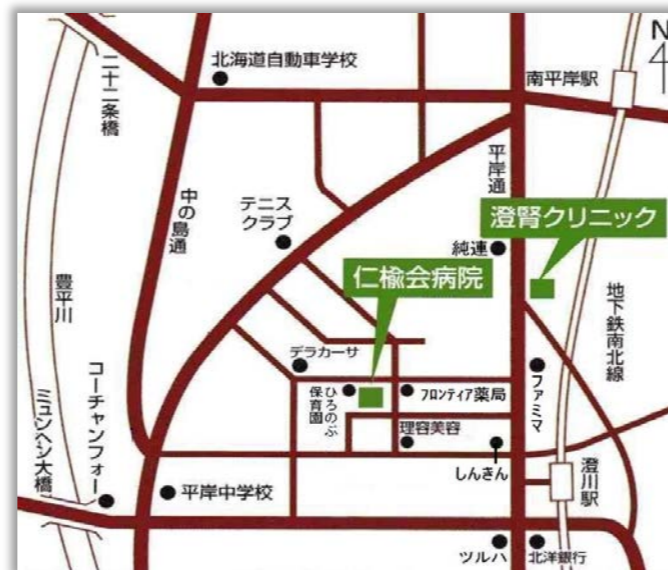 N
北海道自動車学校
南平岸駅
二十二条橋
平岸通
中の島通
テニス
クラブ
澄腎クリニック
純連
仁楡会病院
豊平川
地下鉄南北線
デラカーサ
ひろのぶ
保育園
フロンティア薬局
ファミマ
コーチャンフォー
ミュンヘン大橋
理容美容
しんきん
澄川駅
平岸中学校
ツルハ
北洋銀行